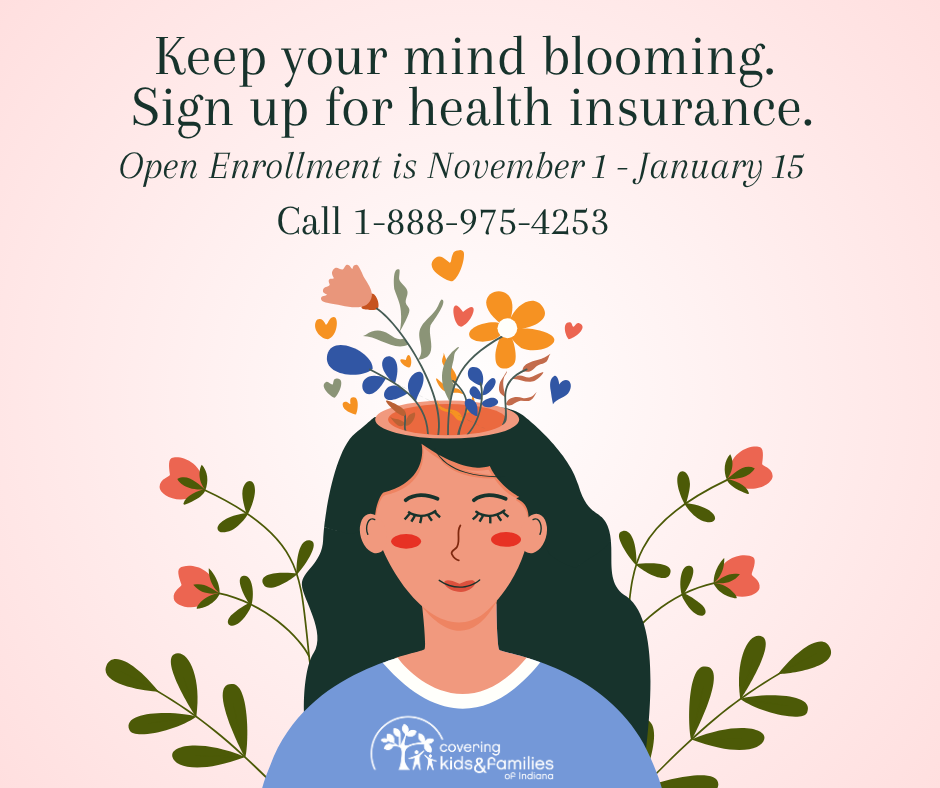 Keep your mind blooming.
Sign up for health insurance.
Open Enrollment is November 1 - January 15
Call 1-888-975-4253
covering
kids&families
of Indiana